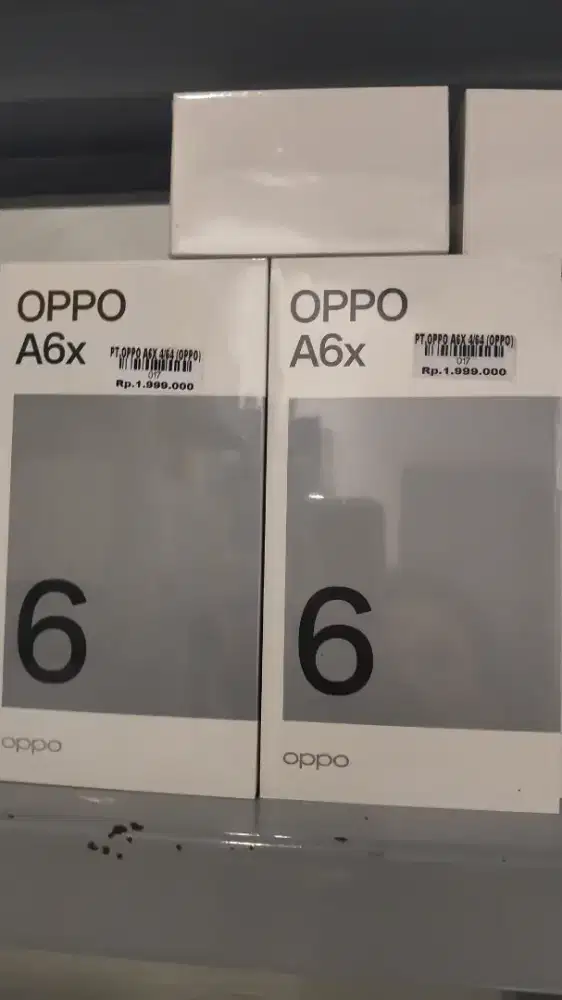 OPPO
A6x
PT.OPPO A6X 4/64 (OPPO)
017
Rp.1.999.000
6
oppo
OPPO
A6x
PT.OPPO A6X 4/64 (OPPO)
017
Rp.1.999.000
6
oppo